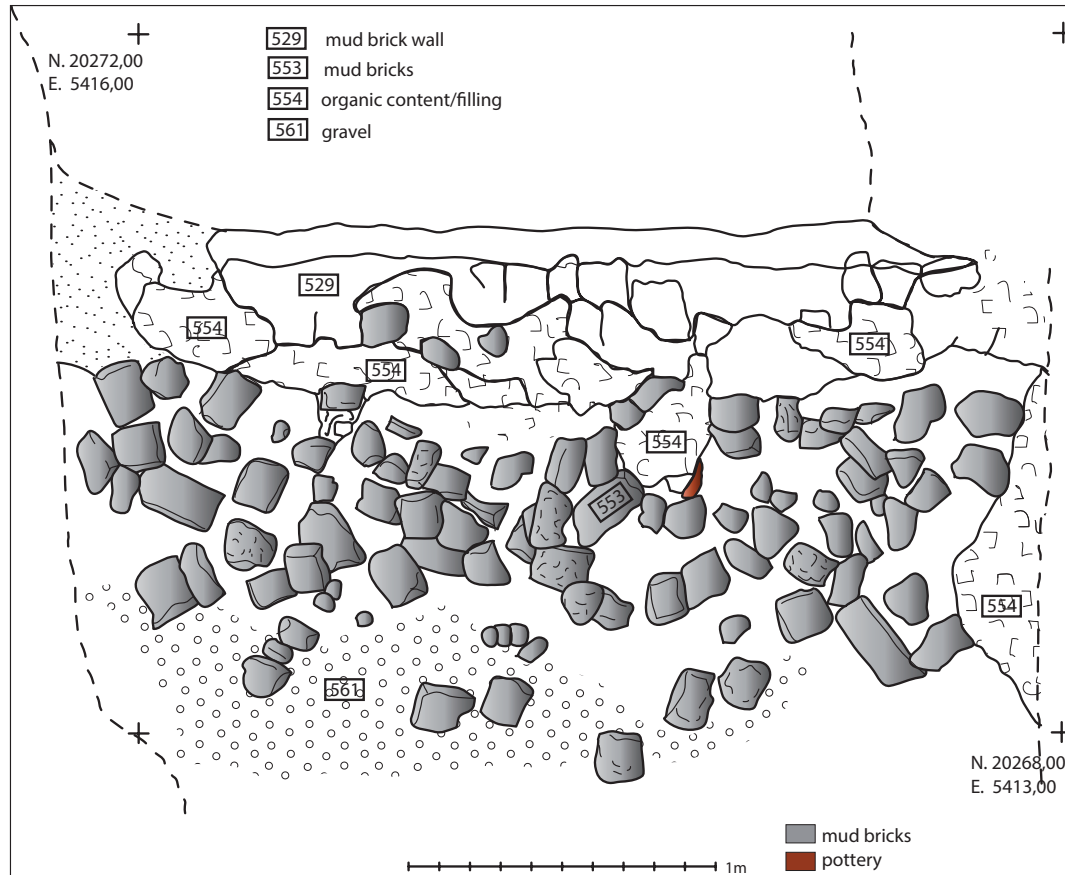 N. 20272,00
E. 5416,00
529 mud brick wall
553 mud bricks
554 organic content/filling
561 gravel
529
554
554
554
554
553
554
561
N. 20268,00
E. 5413,00
mud bricks
pottery
1m